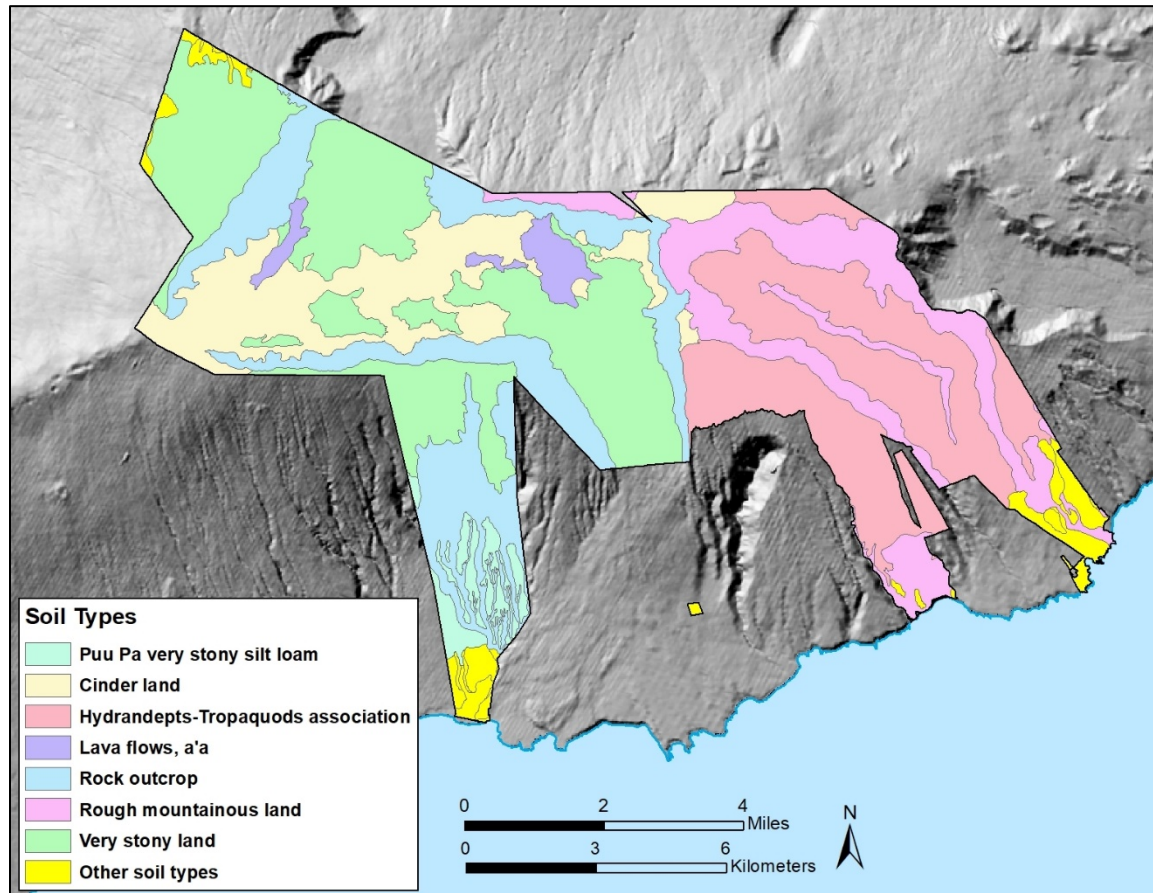 Soil Types
Puu Pa very stony silt loam
Cinder land
Hydrandepts-Tropaquods association
Lava flows, a'a
Rock outcrop
Rough mountainous land
Very stony land
Other soil types
0 2 4
Miles
0 3 6
Kilometers
N